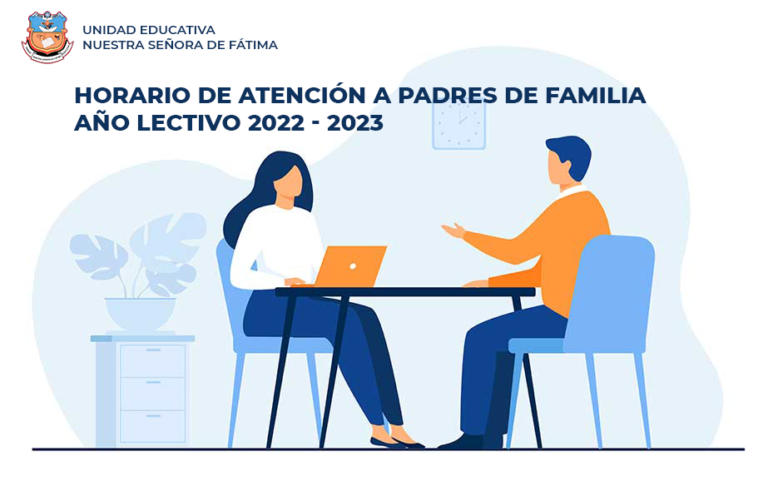 UNIDAD EDUCATIVA
NUESTRA SEÑORA DE FÁTIMA
HORARIO DE ATENCIÓN A PADRES DE FAMILIA
AÑO LECTIVO 2022 - 2023